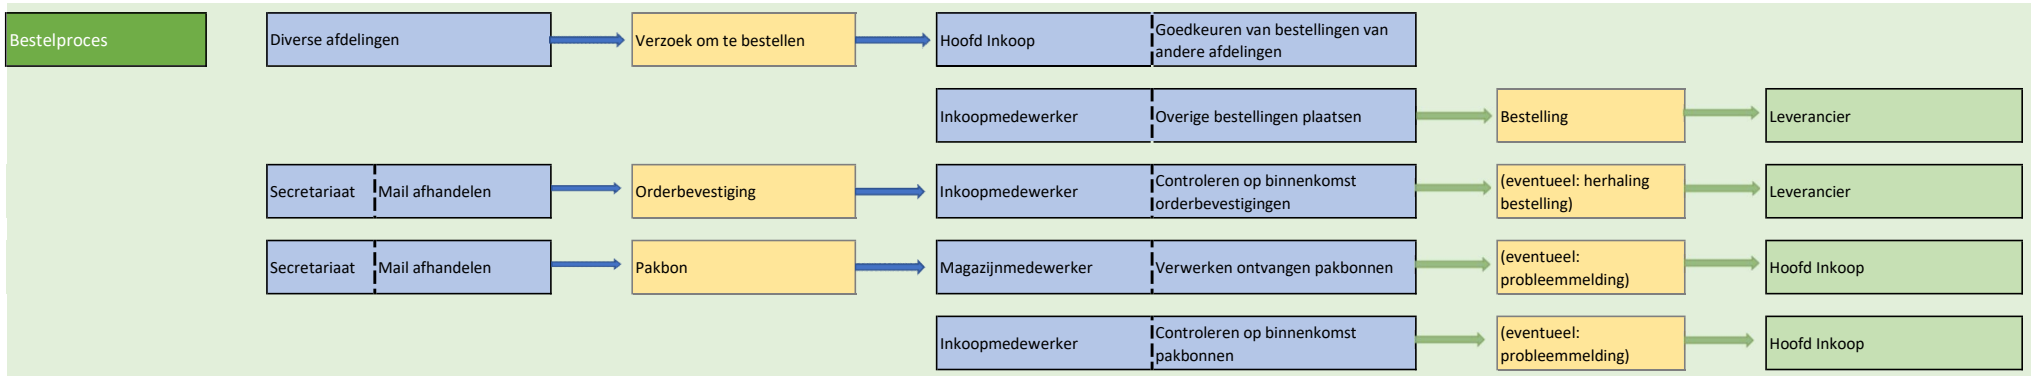 Bestelproces
Diverse afdelingen
Verzoek om te bestellen
Hoofd Inkoop
Goedkeuren van bestellingen van
andere afdelingen
Inkoopmedewerker
Overige bestellingen plaatsen
Bestelling
Leverancier
Secretariaat
Mail afhandelen
Orderbevestiging
Inkoopmedewerker
Controleren op binnenkomst
orderbevestigingen
(eventueel: herhaling
bestelling)
Leverancier
Secretariaat
Mail afhandelen
Pakbon
Magazijnmedewerker
Verwerken ontvangen pakbonnen
(eventueel:
probleemmelding)
Hoofd Inkoop
Inkoopmedewerker
Controleren op binnenkomst
pakbonnen
(eventueel:
probleemmelding)
Hoofd Inkoop